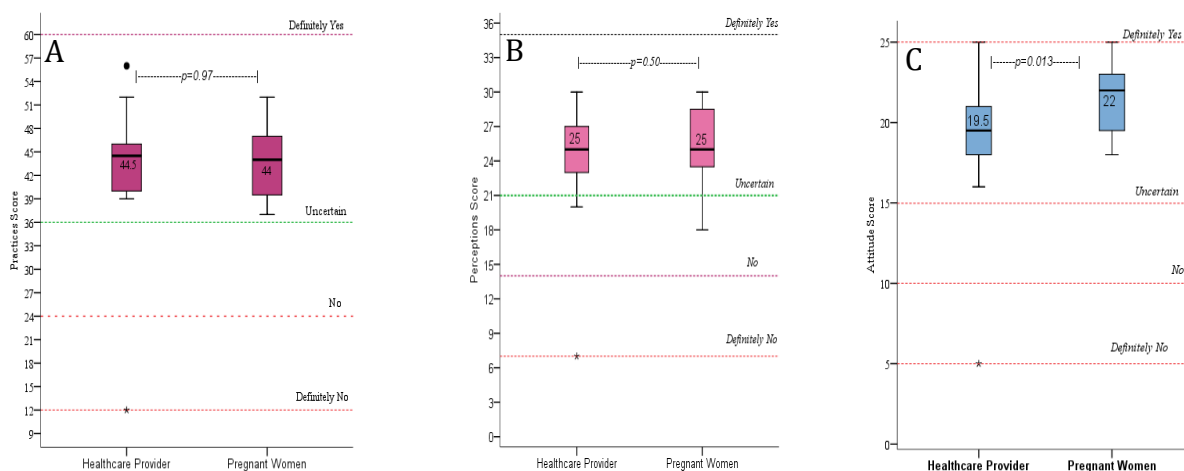 A
Definitely Yes
60
57
54
51
48
45
42
39
36
33
30
27
24
21
18
15
12
9
Practices Score
p=0.97
44.5
44
Uncertain
No
Definitely No
*
Healthcare Provider
Pregnant Women
B
Definitely Yes
36
33
30
27
24
21
18
15
12
9
6
3
0
Perceptions Score
p=0.50
25
25
Uncertain
No
Definitely No
*
Healthcare Provider
Pregnant Women
C
Definitely Yes
25
20
15
10
5
0
Attitude Score
p=0.013
19.5
22
Uncertain
No
Definitely No
*
Healthcare Provider
Pregnant Women